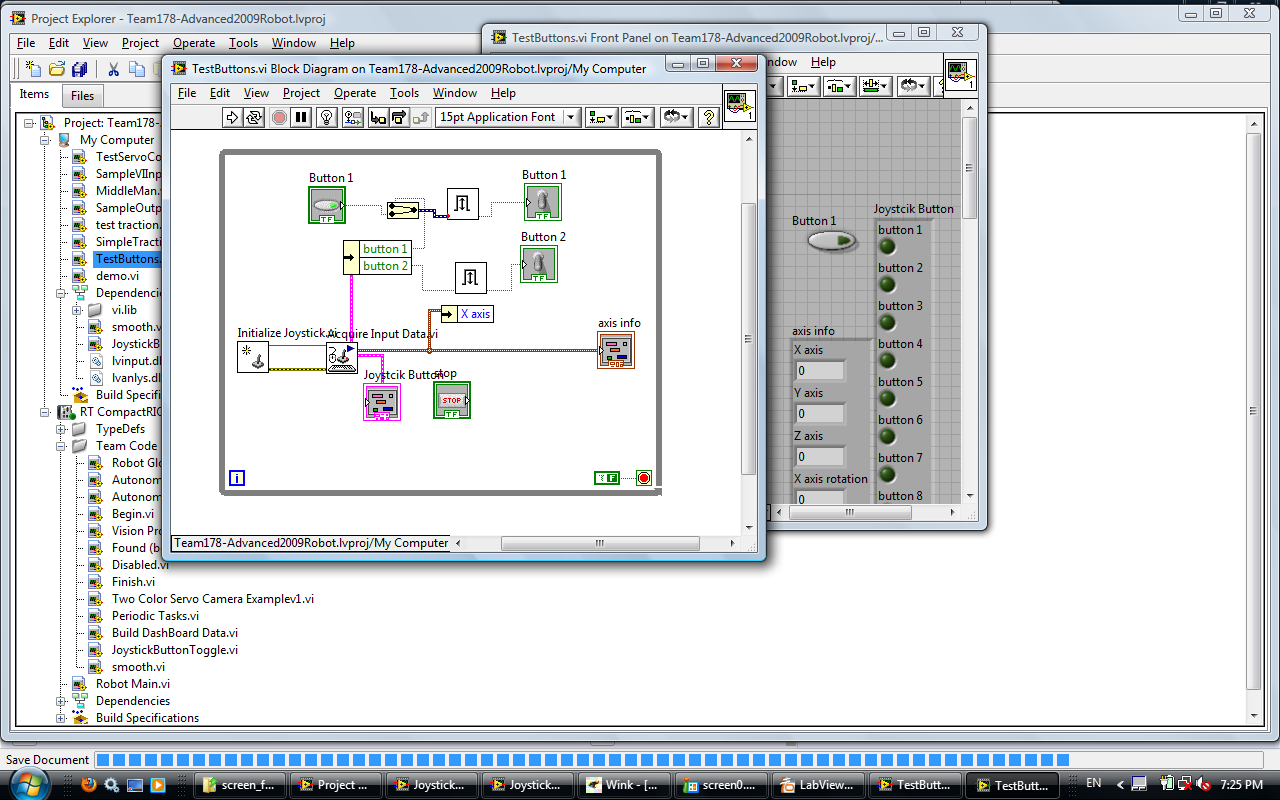 Project Explorer - Team178-Advanced2009Robot.lvproj
File Edit View Project Operate Tools Window Help
Items Files
Project: Team178-
My Computer
TestServoCo
SampleVIInp
MiddleMan.
SampleOutp
test traction.
SimpleTracti
TestButtons.
demo.vi
Dependenci
vi.lib
smooth.v
JoystickB
lvinput.dl
lvanlys.dl
Build Specifi
RT CompactRIO
TypeDefs
Team Code
Robot Glo
Autonom
Autonom
Begin.vi
Vision Pro
Found (b
Disabled.vi
Finish.vi
Two Color Servo Camera Examplev1.vi
Periodic Tasks.vi
Build DashBoard Data.vi
JoystickButtonToggle.vi
smooth.vi
Robot Main.vi
Dependencies
Build Specifications
TestButtons.vi Block Diagram on Team178-Advanced2009Robot.lvproj/My Computer
File Edit View Project Operate Tools Window Help
15pt Application Font
1
Button 1
TF
Button 1
TF
button 1
button 2
Button 2
TF
X axis
Initialize Joystick.vi
Acquire Input Data.vi
axis info
Joystcik Button
stop
STOP
TF
i
F
Team178-Advanced2009Robot.lvproj/My Computer
TestButtons.vi Front Panel on Team178-Advanced2009Robot.lvproj/...
ndow Help
1
Button 1
Joystcik Button
button 1
button 2
button 3
button 4
button 5
button 6
button 7
button 8
axis info
X axis
0
Y axis
0
Z axis
0
X axis rotation
0
Save Document
screen_f...
Project ...
Joystick...
Joystick...
Wink - [...
screen0....
LabView...
TestButt...
TestButt...
EN
7:25 PM